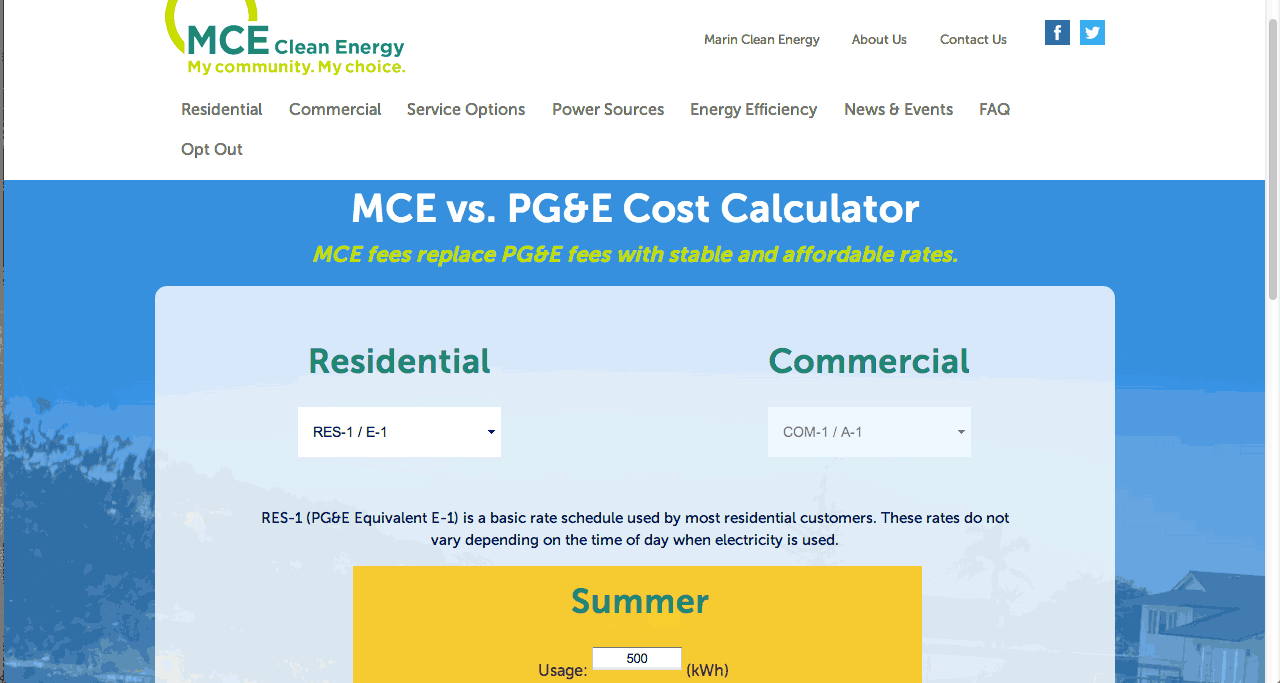 MCE Clean Energy
My community. My choice.
Marin Clean Energy About Us Contact Us
f
Residential Commercial Service Options Power Sources Energy Efficiency News & Events FAQ
Opt Out
MCE vs. PG&E Cost Calculator
MCE fees replace PG&E fees with stable and affordable rates.
Residential Commercial
RES-1 / E-1 COM-1 / A-1
RES-1 (PG&E Equivalent E-1) is a basic rate schedule used by most residential customers. These rates do not
vary depending on the time of day when electricity is used.
Summer
Usage: 500 (kWh)